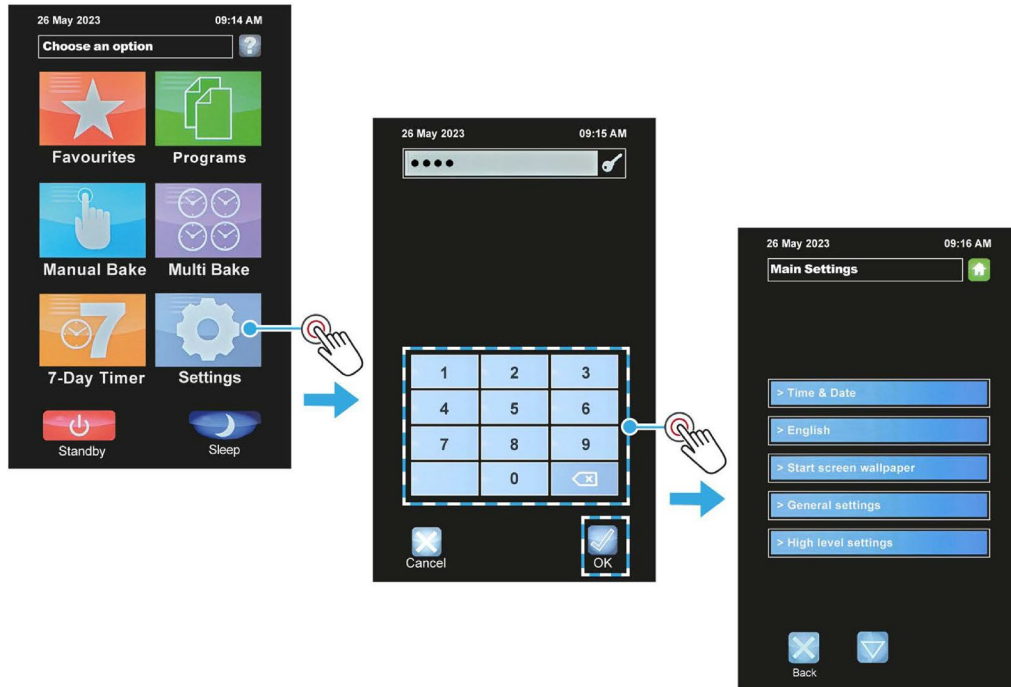 26 May 2023 09:14 AM
Choose an option ?
Favourites Programs
Manual Bake Multi Bake
7
7-Day Timer Settings
Standby Sleep
26 May 2023 09:15 AM
1 2 3
4 5 6
7 8 9
0
Cancel OK
26 May 2023 09:16 AM
Main Settings
> Time & Date
> English
> Start screen wallpaper
> General settings
> High level settings
Back